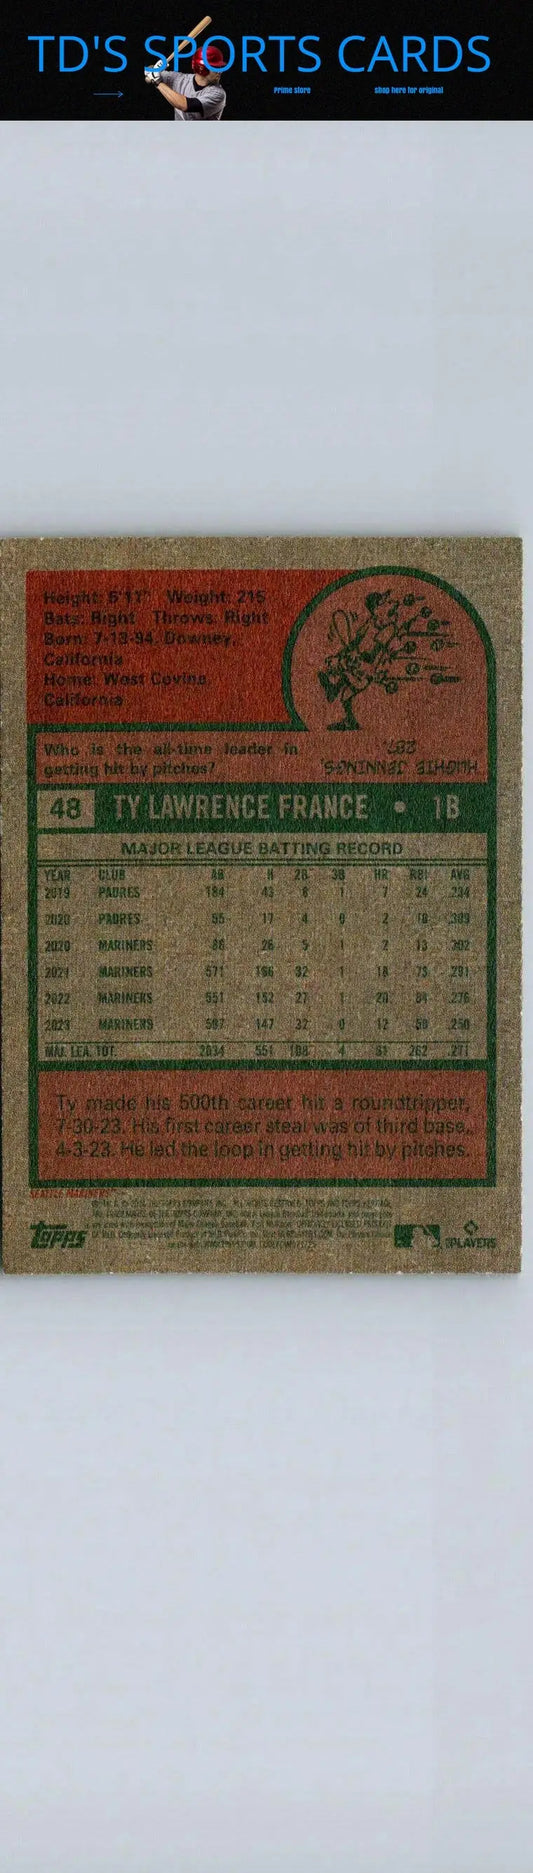 TD'S SPORTS CARDS
Prime store
shop here for original
Height: 5'11" Weight: 215
Bats: Right Throws: Right
Born: 7-13-94, Downey,
California
Home: West Covina,
California
Who is the all-time leader in
getting hit by pitches?
HUGHIE JENNINGS,
287.
48 TY LAWRENCE FRANCE • 1B
MAJOR LEAGUE BATTING RECORD
YEAR CLUB AB H 2B 3B HR RBI AVG
2019 PADRES 184 43 8 1 7 24 .234
2020 PADRES 55 17 4 0 2 10 .309
2020 MARINERS 86 26 5 1 2 13 .302
2021 MARINERS 571 166 32 1 18 73 .291
2022 MARINERS 551 152 27 1 20 84 .276
2023 MARINERS 587 147 32 0 12 58 .250
MAJ. LEA. TOT. 2034 551 108 4 61 262 .271
Ty made his 500th career hit a roundtripper,
7-30-23. His first career steal was of third base,
4-3-23. He led the loop in getting hit by pitches.
SEATTLE MARINERS™
topps
PLAYERS